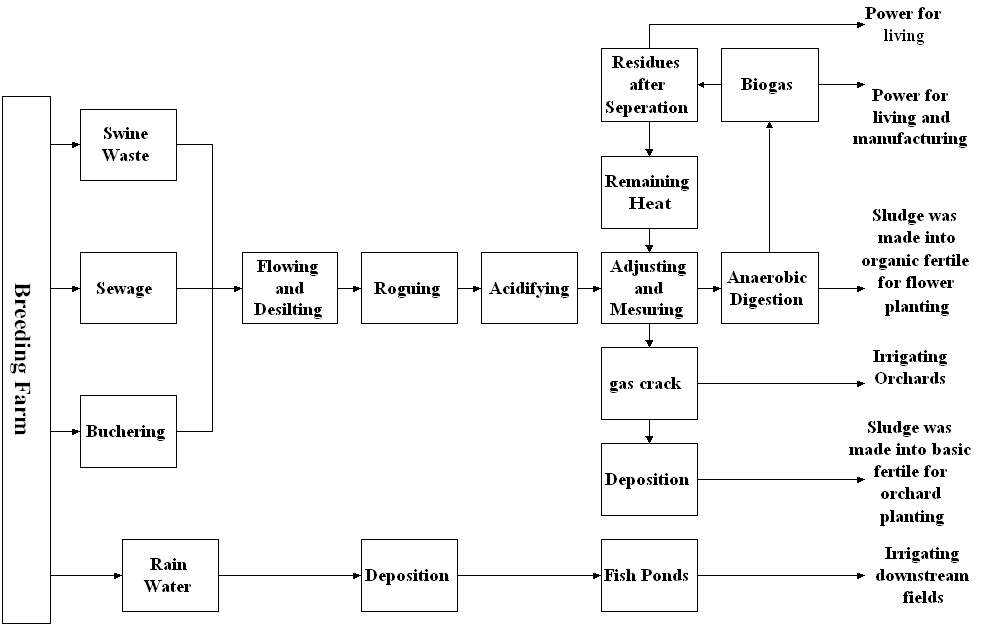 Power for
living
Residues
after
Seperation
Biogas
Power for
living and
manufacturing
Swine
Waste
Remaining
Heat
Sludge was
made into
organic fertile
for flower
planting
Breeding Farm
Sewage
Flowing
and
Desilting
Roguing
Acidifying
Adjusting
and
Mesuring
Anaerobic
Digestion
Irrigating
Orchards
gas crack
Buchering
Sludge was
made into basic
fertile for
orchard
planting
Deposition
Rain
Water
Deposition
Fish Ponds
Irrigating
downstream
fields